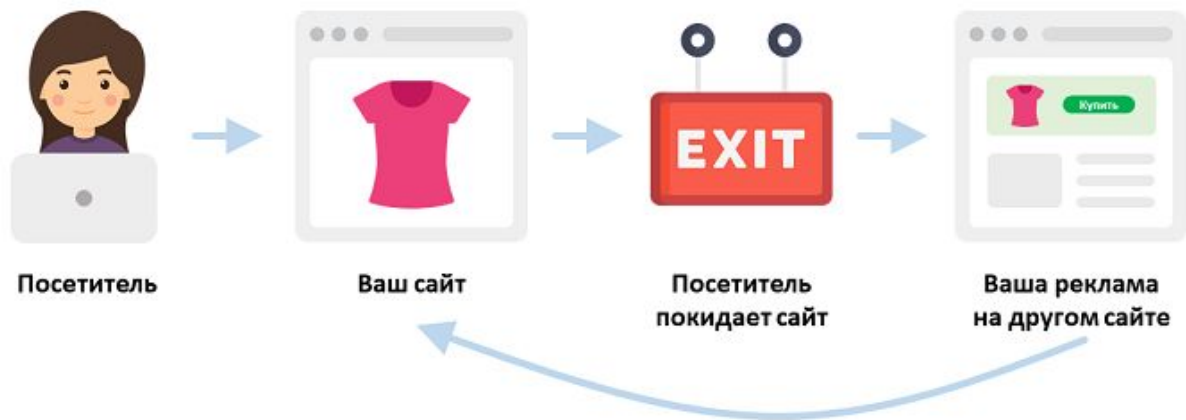 Купить
EXIT
Посетитель
Ваш сайт
Посетитель
покидает сайт
Ваша реклама
на другом сайте